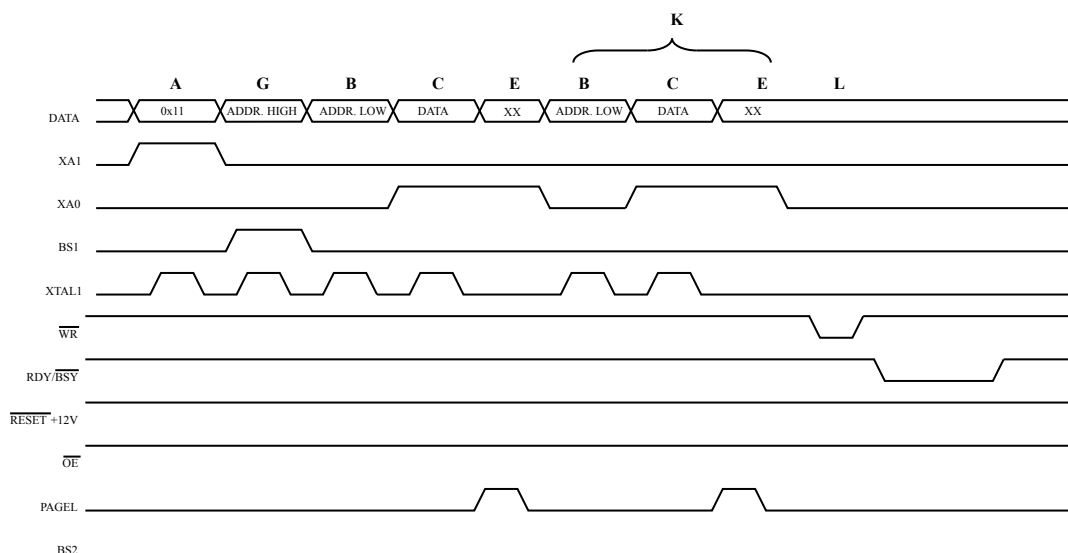 K
A G B C E B C E L
DATA 0x11 ADDR. HIGH ADDR. LOW DATA XX ADDR. LOW DATA XX
XA1
XA0
BS1
XTAL1
WR
RDY/BSY
RESET +12V
OE
PAGEL
BS2